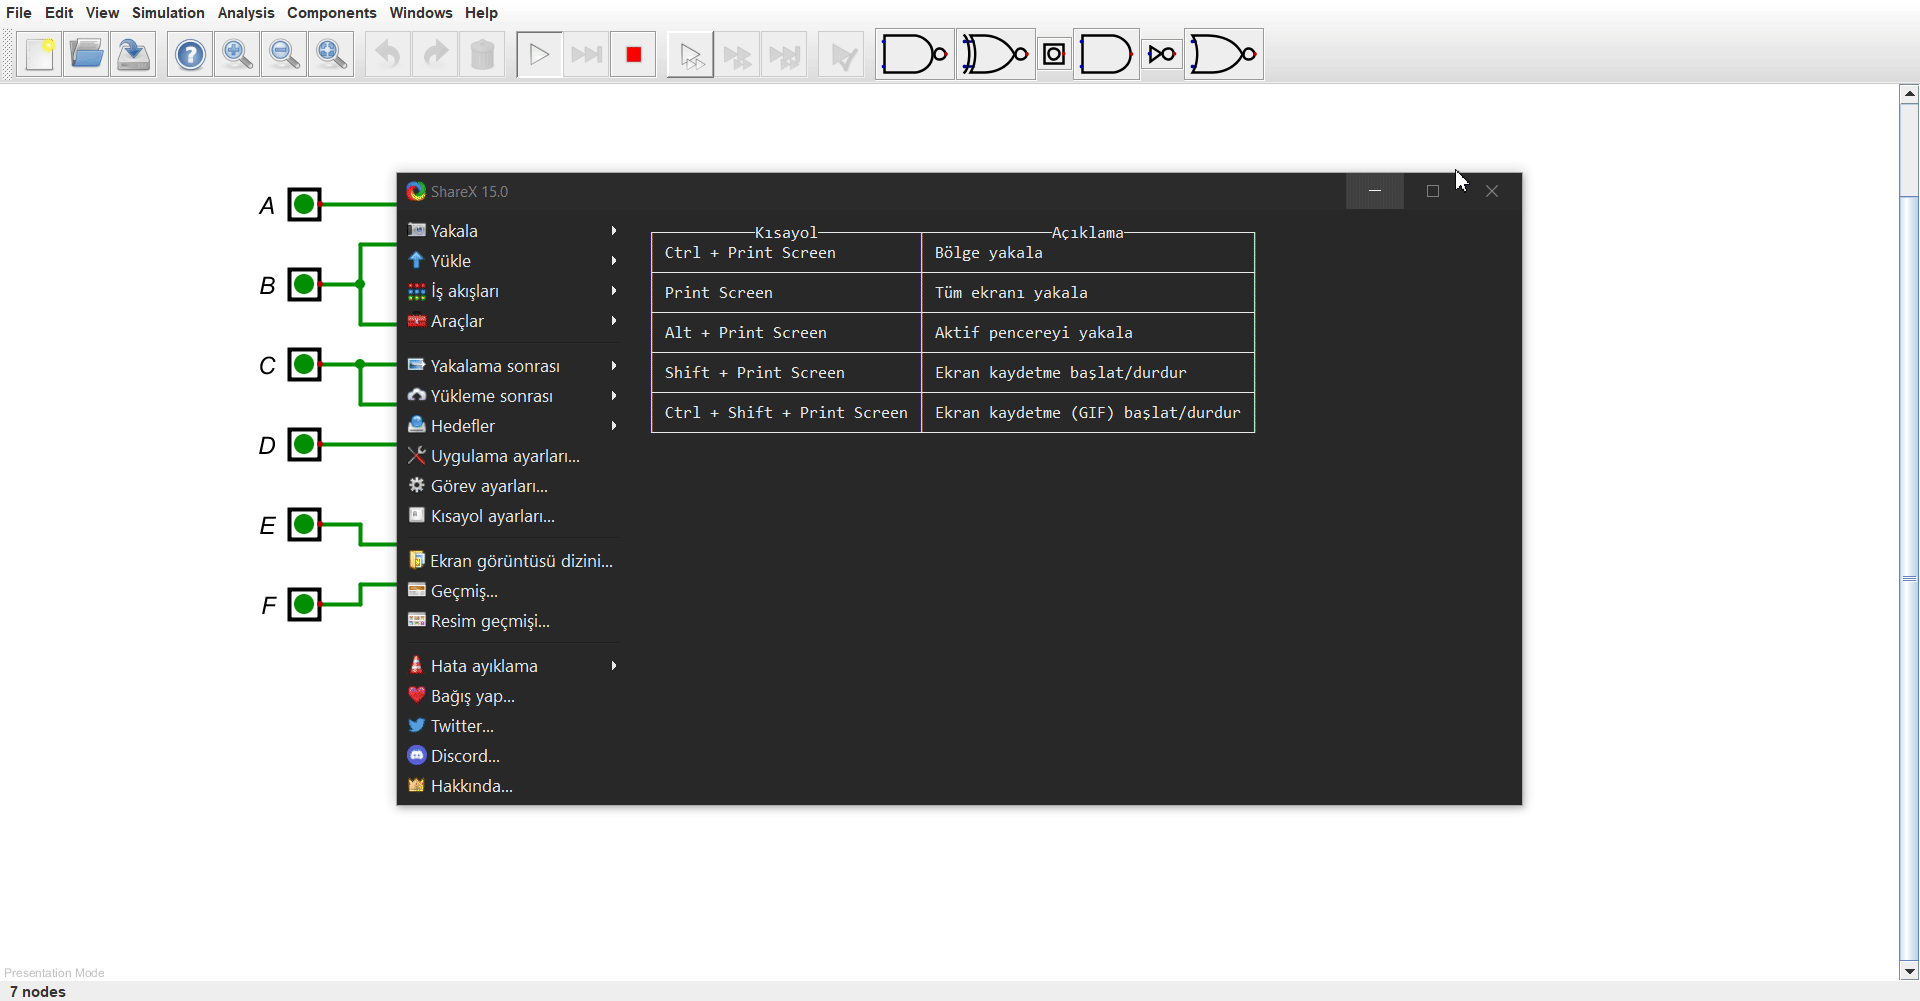 File Edit View Simulation Analysis Components Windows Help
A
B
C
D
E
F
ShareX 15.0
Yakala
Yükle
İş akışları
Araçlar
Yakalama sonrası
Yükleme sonrası
Hedefler
Uygulama ayarları...
Görev ayarları...
Kısayol ayarları...
Ekran görüntüsü dizini...
Geçmiş...
Resim geçmişi...
Hata ayıklama
Bağış yap...
Twitter...
Discord...
Hakkında...
Kısayol Açıklama
Ctrl + Print Screen Bölge yakala
Print Screen Tüm ekranı yakala
Alt + Print Screen Aktif pencereyi yakala
Shift + Print Screen Ekran kaydetme başlat/durdur
Ctrl + Shift + Print Screen Ekran kaydetme (GIF) başlat/durdur
Presentation Mode
7 nodes